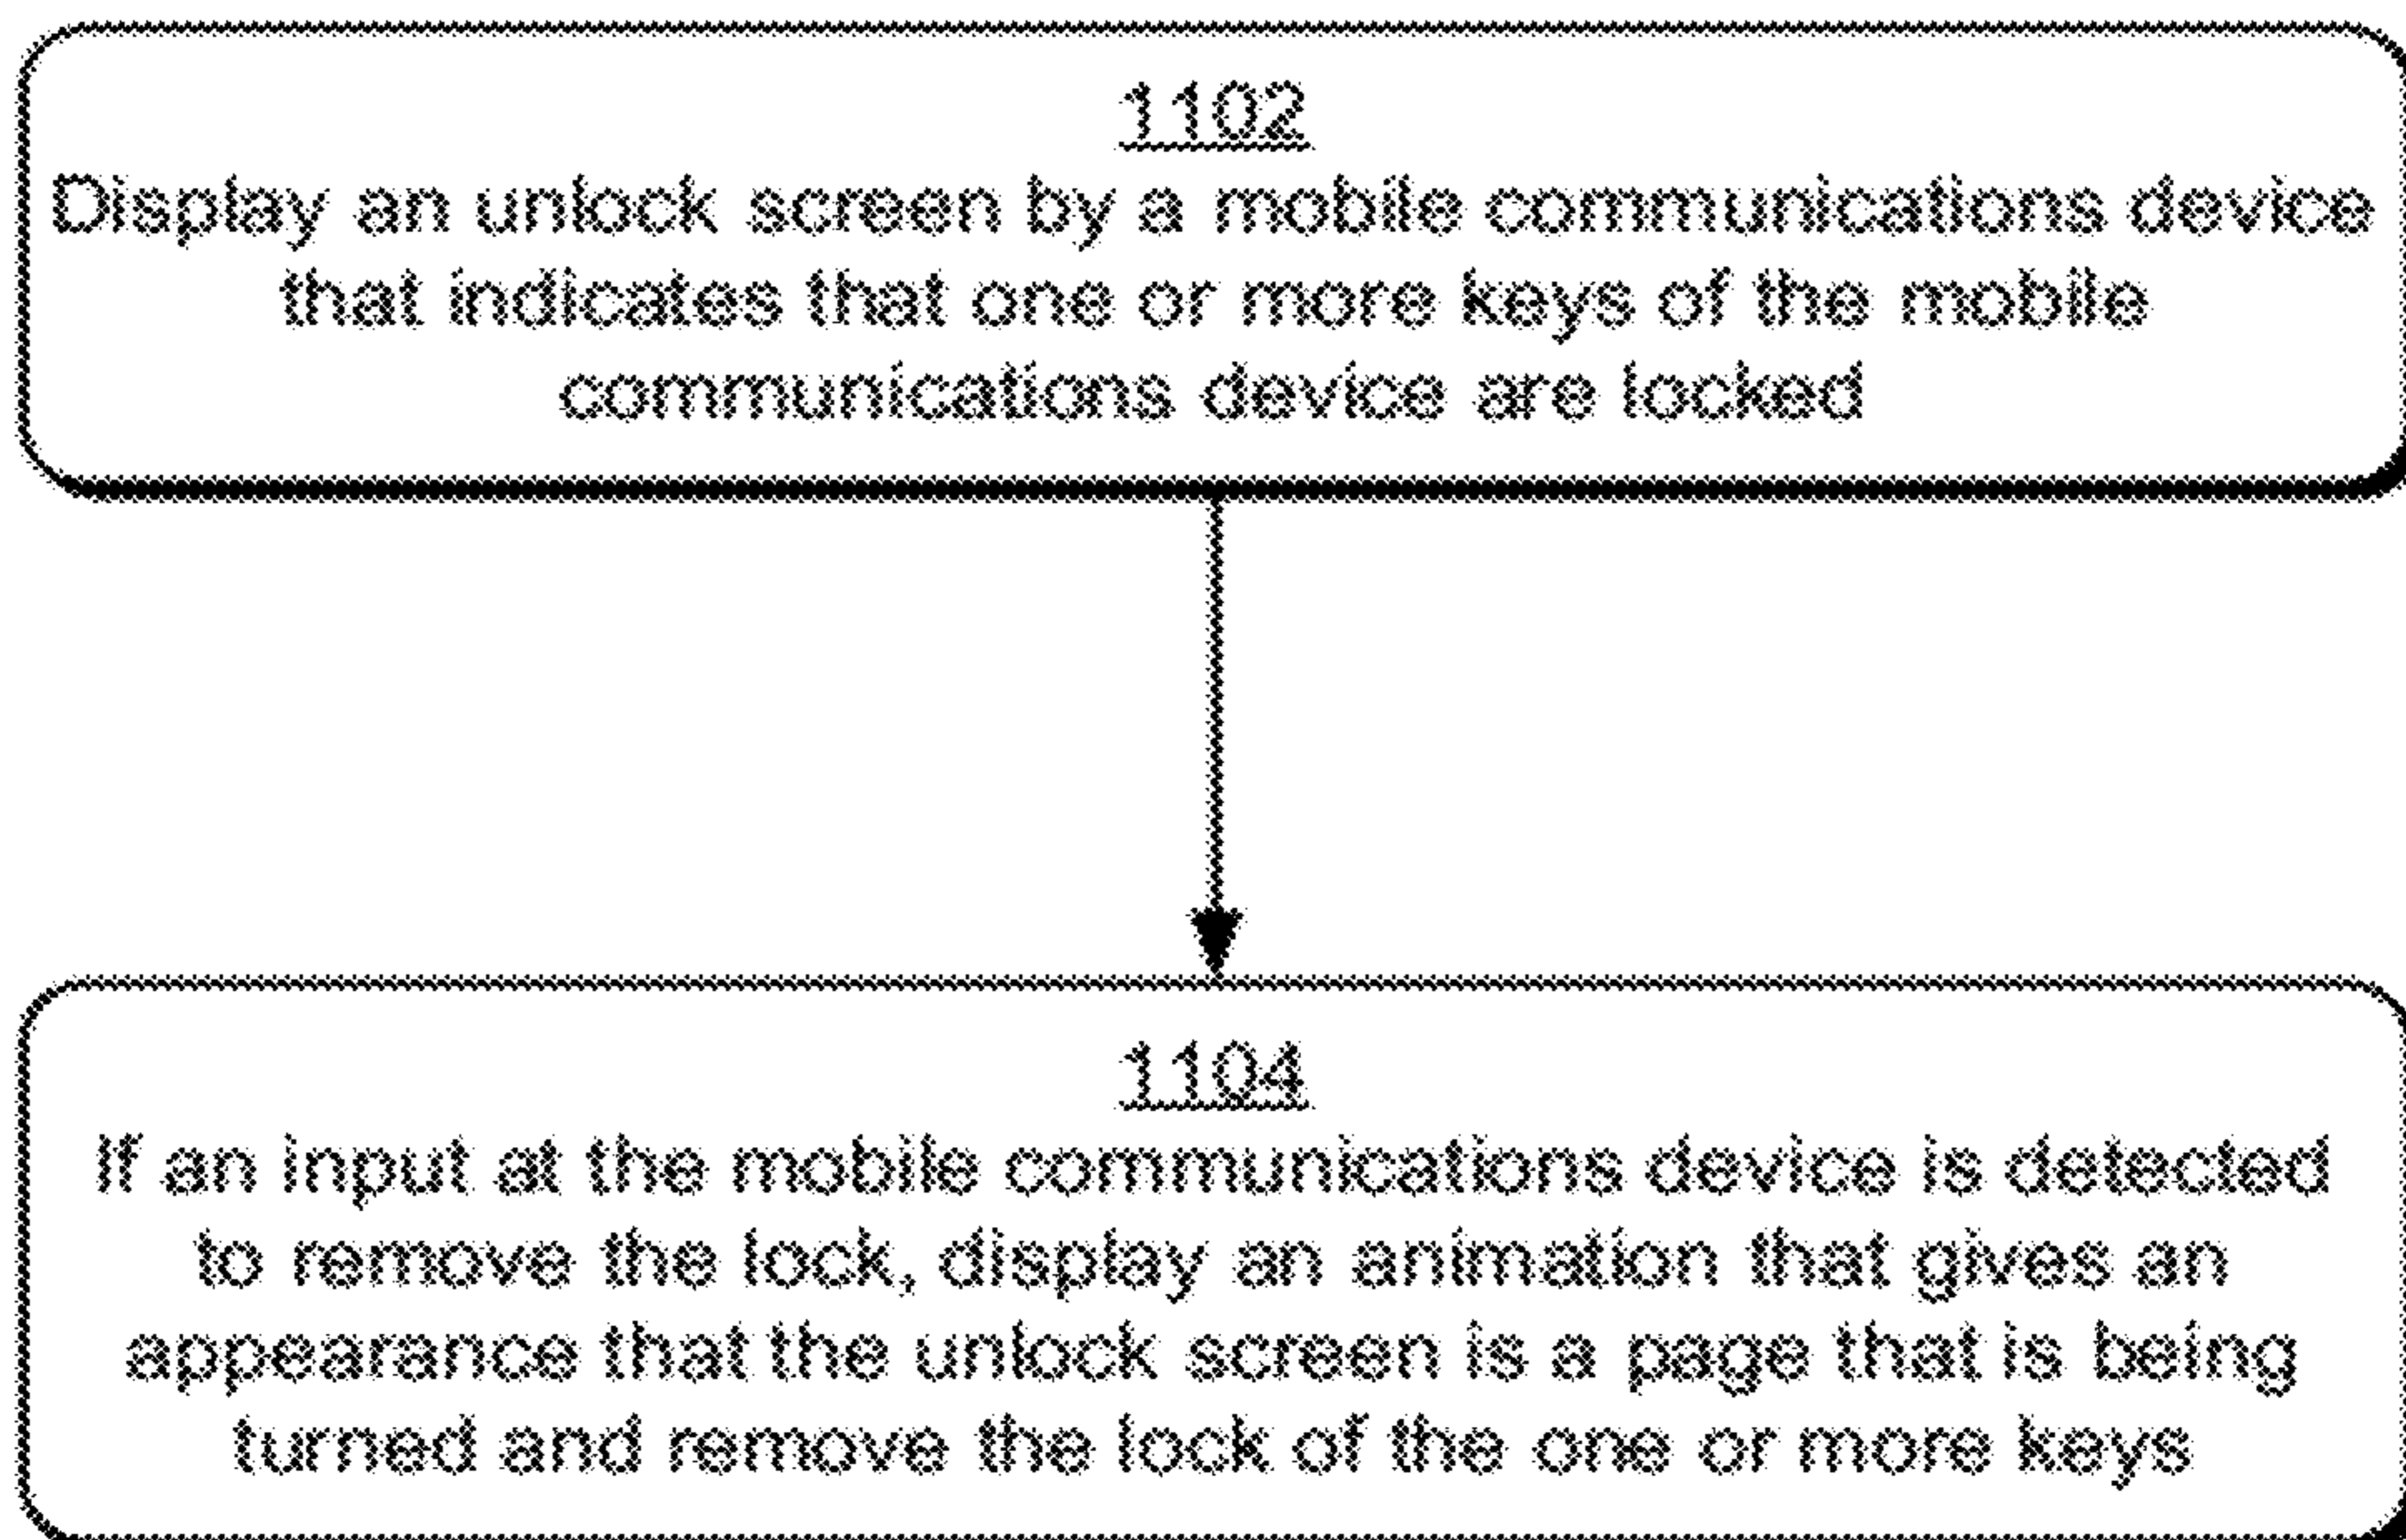 1102
Display an unlock screen by a mobile communications device
that indicates that one or more keys of the mobile
communications device are locked
1104
If an input at the mobile communications device is detected
to remove the lock, display an animation that gives an
appearance that the unlock screen is a page that is being
turned and remove the lock of the one or more keys